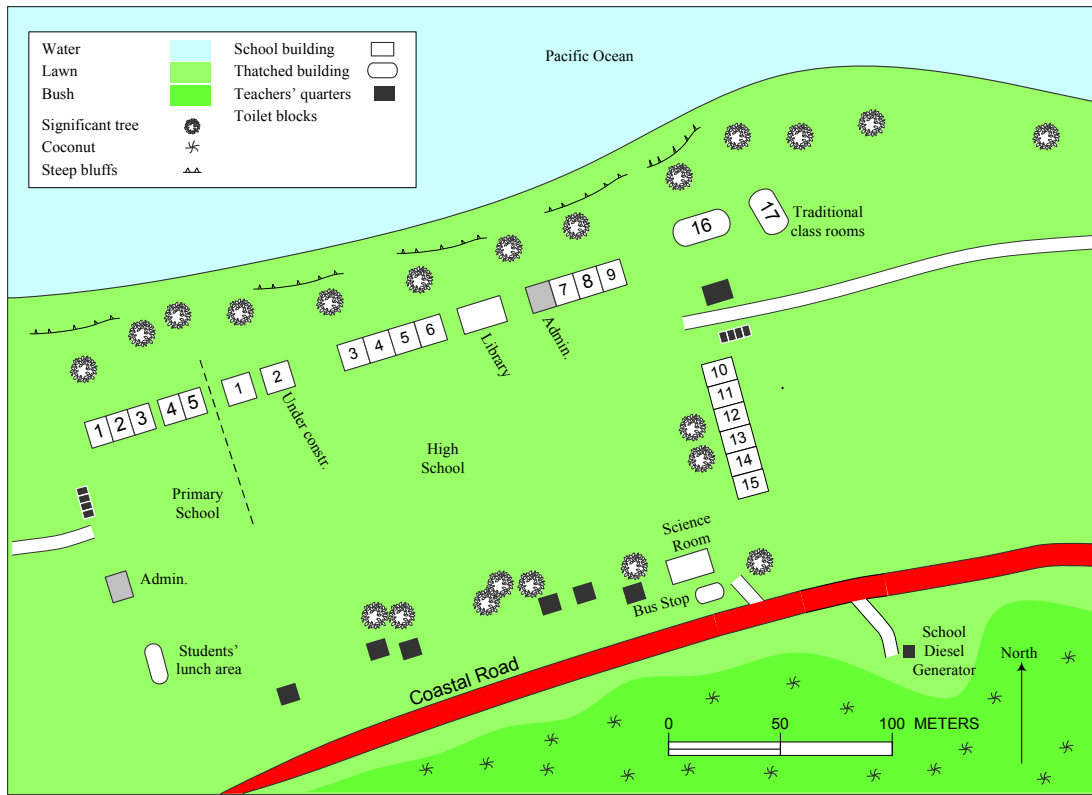 Water
Lawn
Bush
Significant tree
Coconut
Steep bluffs
School building
Thatched building
Teachers' quarters
Toilet blocks
Pacific Ocean
16
17
Traditional
class rooms
7
8
9
Admin.
Library
3
4
5
6
1
2
Under constr.
1
2
3
4
5
10
11
12
13
14
15
High
School
Primary
School
Science
Room
Admin.
Bus Stop
Students'
lunch area
Coastal Road
School
Diesel
Generator
North
0 50 100 METERS